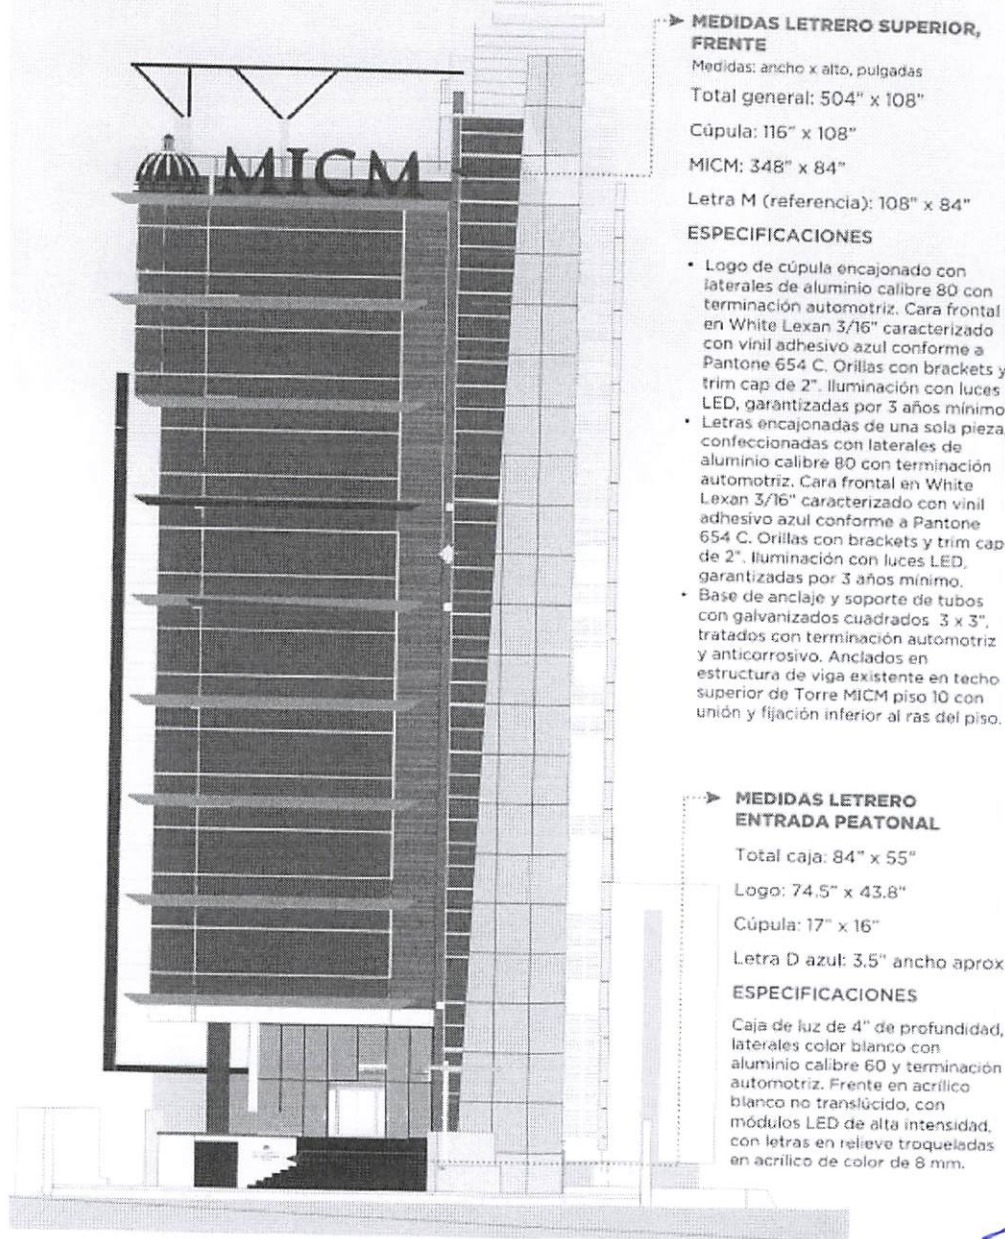 MICM
MEDIDAS LETRERO SUPERIOR,
FRENTE
Medidas: ancho x alto, pulgadas
Total general: 504" x 108"
Cúpula: 116" x 108"
MICM: 348" x 84"
Letra M (referencia): 108" x 84"
ESPECIFICACIONES
• Logo de cúpula encajonado con
laterales de aluminio calibre 80 con
terminación automotriz. Cara frontal
en White Lexan 3/16" caracterizado
con vinil adhesivo azul conforme a
Pantone 654 C. Orillas con brackets y
trim cap de 2". Iluminación con luces
LED, garantizadas por 3 años mínimo
• Letras encajonadas de una sola pieza
confeccionadas con laterales de
aluminio calibre 80 con terminación
automotriz. Cara frontal en White
Lexan 3/16" caracterizado con vinil
adhesivo azul conforme a Pantone
654 C. Orillas con brackets y trim cap
de 2". Iluminación con luces LED,
garantizadas por 3 años mínimo.
• Base de anclaje y soporte de tubos
con galvanizados cuadrados 3 x 3",
tratados con terminación automotriz
y anticorrosivo. Anclados en
estructura de viga existente en techo
superior de Torre MICM piso 10 con
unión y fijación inferior al ras del piso.
MEDIDAS LETRERO
ENTRADA PEATONAL
Total caja: 84" x 55"
Logo: 74.5" x 43.8"
Cúpula: 17" x 16"
Letra D azul: 3.5" ancho aprox
ESPECIFICACIONES
Caja de luz de 4" de profundidad,
laterales color blanco con
aluminio calibre 60 y terminación
automotriz. Frente en acrílico
blanco no translúcido, con
módulos LED de alta intensidad,
con letras en relieve troqueladas
en acrílico de color de 8 mm.